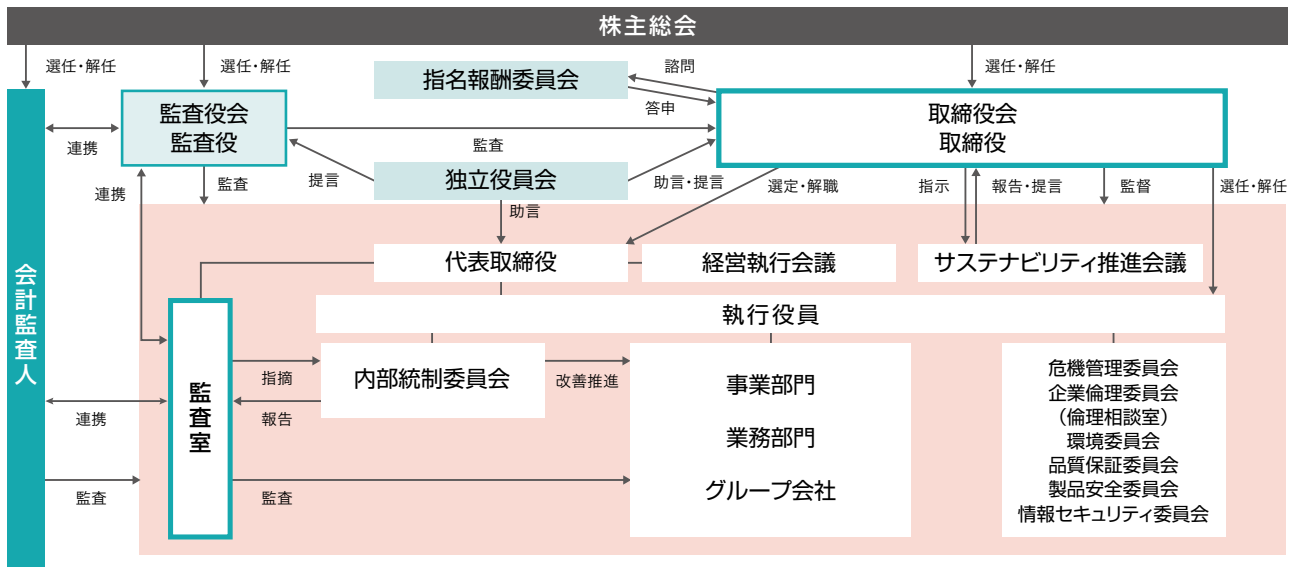 株主総会
選任・解任
選任・解任
選任・解任
指名報酬委員会
諮問
答申
監査役会
監査役
取締役会
取締役
連携
監査
連携
監査
提言
独立役員会
助言・提言
選定・解職
指示
報告・提言
監督
選任・解任
助言
会計監査人
代表取締役
経営執行会議
サステナビリティ推進会議
執行役員
監査室
指摘
報告
内部統制委員会
改善推進
事業部門
業務部門
グループ会社
危機管理委員会
企業倫理委員会
（倫理相談室）
環境委員会
品質保証委員会
製品安全委員会
情報セキュリティ委員会
連携
監査
監査